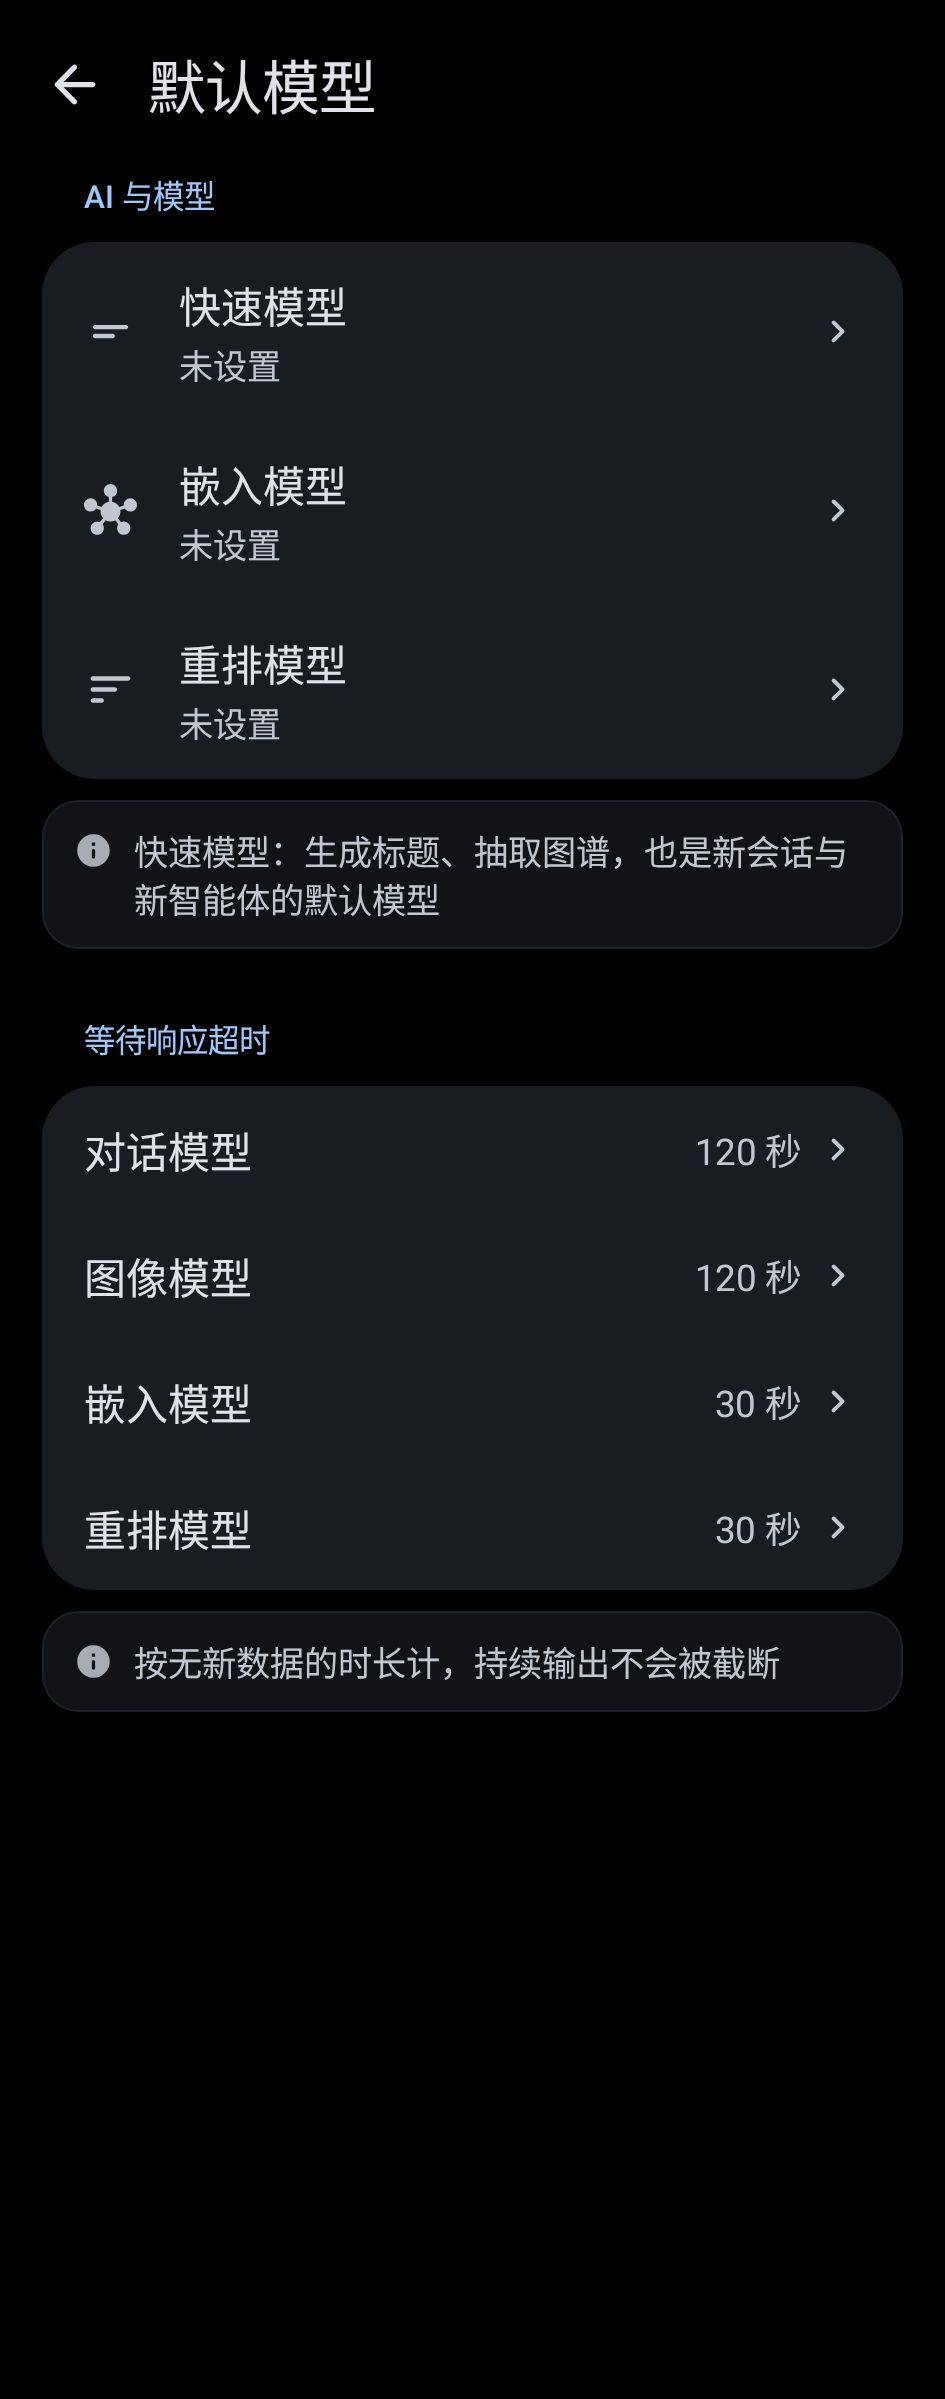 默认模型
AI 与模型
快速模型
未设置
嵌入模型
未设置
重排模型
未设置
快速模型：生成标题、抽取图谱，也是新会话与
新智能体的默认模型
等待响应超时
对话模型 120 秒
图像模型 120 秒
嵌入模型 30 秒
重排模型 30 秒
按无新数据的时长计，持续输出不会被截断